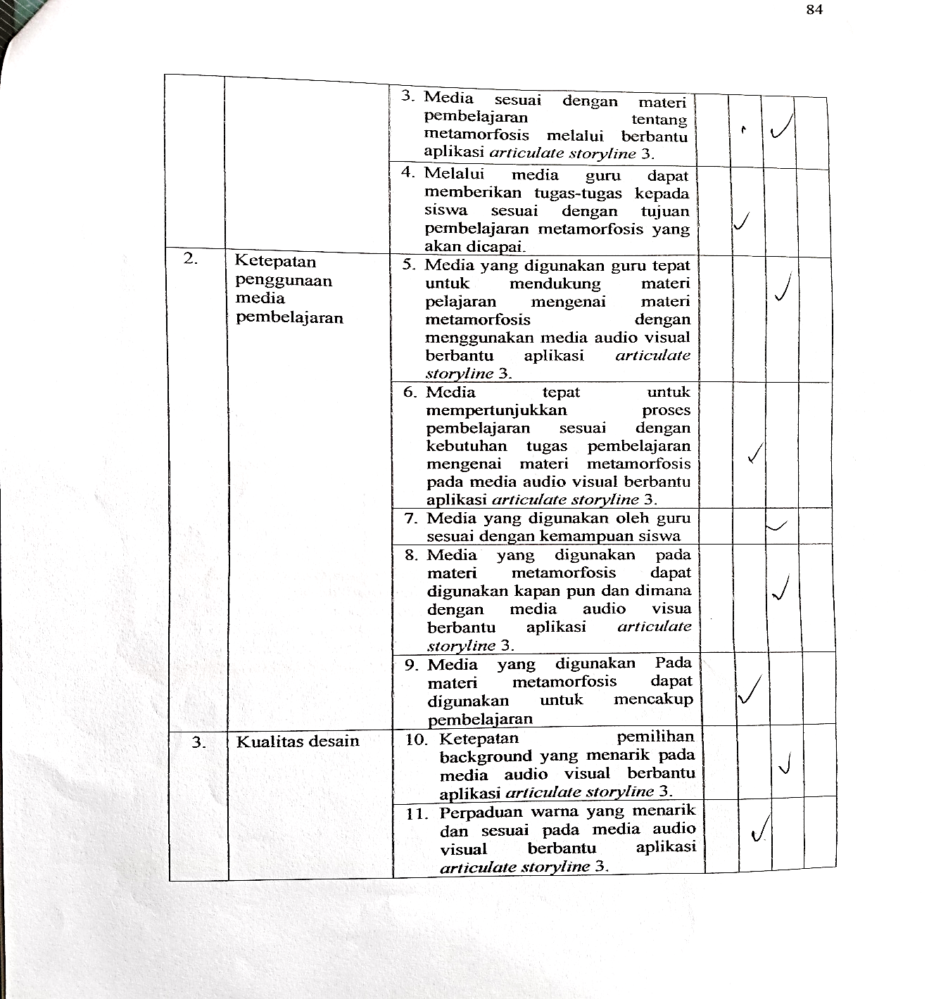 84
3. Media sesuai dengan materi
pembelajaran tentang
metamorfosis melalui berbantu
aplikasi articulate storyline 3.
4. Melalui media guru dapat
memberikan tugas-tugas kepada
siswa sesuai dengan tujuan
pembelajaran metamorfosis yang
akan dicapai.
2. Ketepatan
penggunaan
media
pembelajaran
5. Media yang digunakan guru tepat
untuk mendukung materi
pelajaran mengenai materi
metamorfosis dengan
menggunakan media audio visual
berbantu aplikasi articulate
storyline 3.
6. Media tepat untuk
mempertunjukkan proses
pembelajaran sesuai dengan
kebutuhan tugas pembelajaran
mengenai materi metamorfosis
pada media audio visual berbantu
aplikasi articulate storyline 3.
7. Media yang digunakan oleh guru
sesuai dengan kemampuan siswa
8. Media yang digunakan pada
materi metamorfosis dapat
digunakan kapan pun dan dimana
dengan media audio visua
berbantu aplikasi articulate
storyline 3.
9. Media yang digunakan Pada
materi metamorfosis dapat
digunakan untuk mencakup
pembelajaran
3. Kualitas desain
10. Ketepatan pemilihan
background yang menarik pada
media audio visual berbantu
aplikasi articulate storyline 3.
11. Perpaduan warna yang menarik
dan sesuai pada media audio
visual berbantu aplikasi
articulate storyline 3.